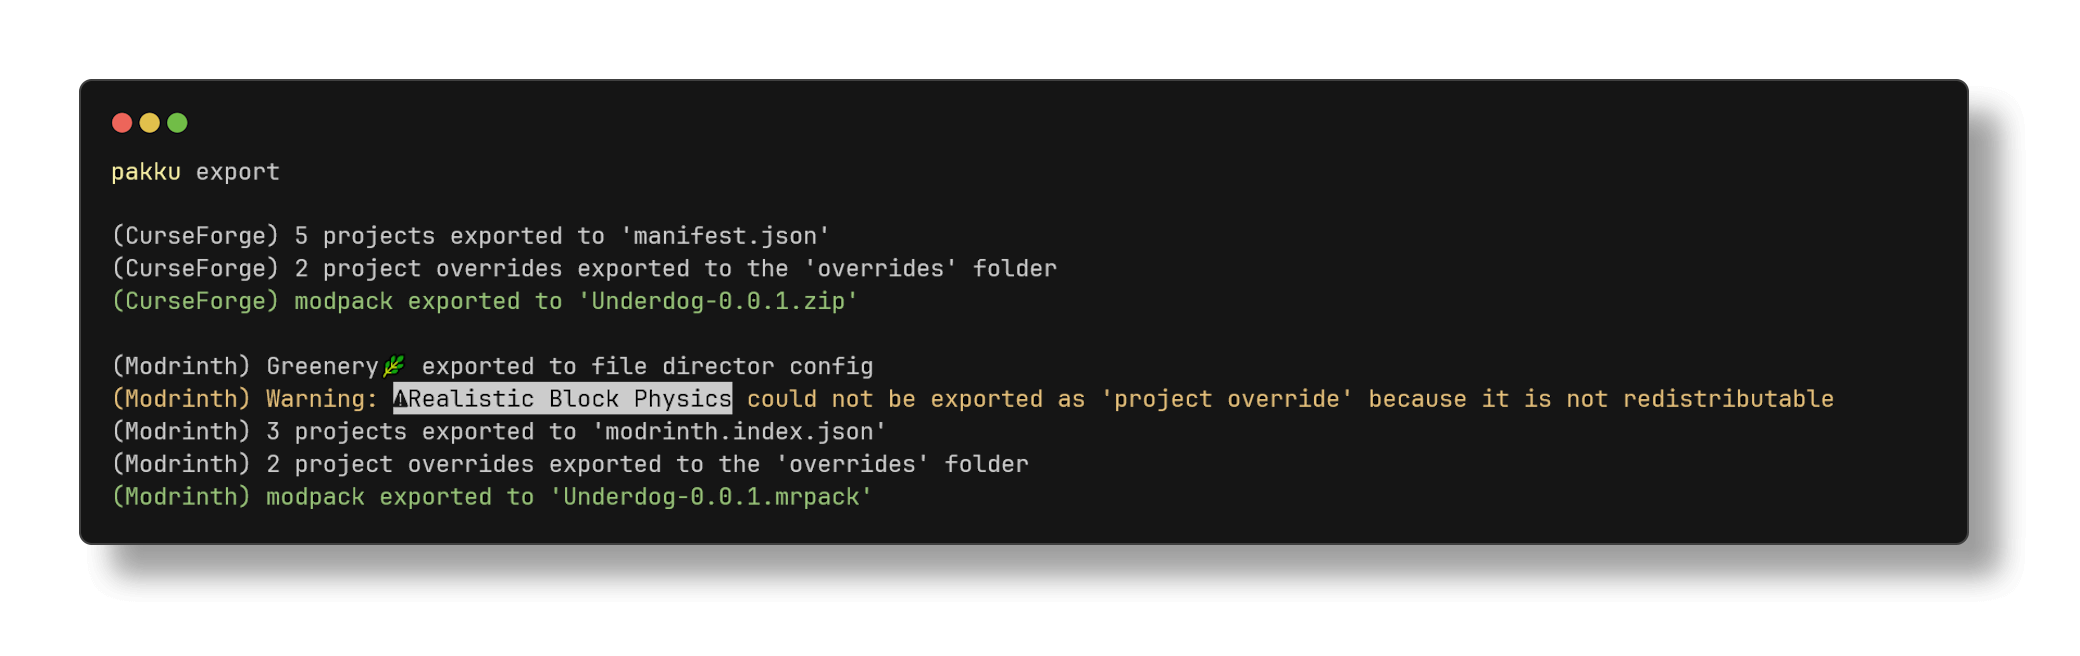 pakku export
(CurseForge) 5 projects exported to 'manifest.json'
(CurseForge) 2 project overrides exported to the 'overrides' folder
(CurseForge) modpack exported to 'Underdog-0.0.1.zip'
(Modrinth) Greenery🌿 exported to file director config
(Modrinth) Warning: ⚠Realistic Block Physics could not be exported as 'project override' because it is not redistributable
(Modrinth) 3 projects exported to 'modrinth.index.json'
(Modrinth) 2 project overrides exported to the 'overrides' folder
(Modrinth) modpack exported to 'Underdog-0.0.1.mrpack'